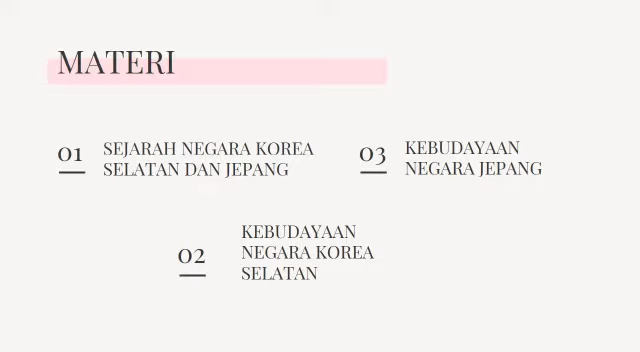 MATERI
01
SEJARAH NEGARA KOREA
SELATAN DAN JEPANG
02
KEBUDAYAAN
NEGARA KOREA
SELATAN
03
KEBUDAYAAN
NEGARA JEPANG